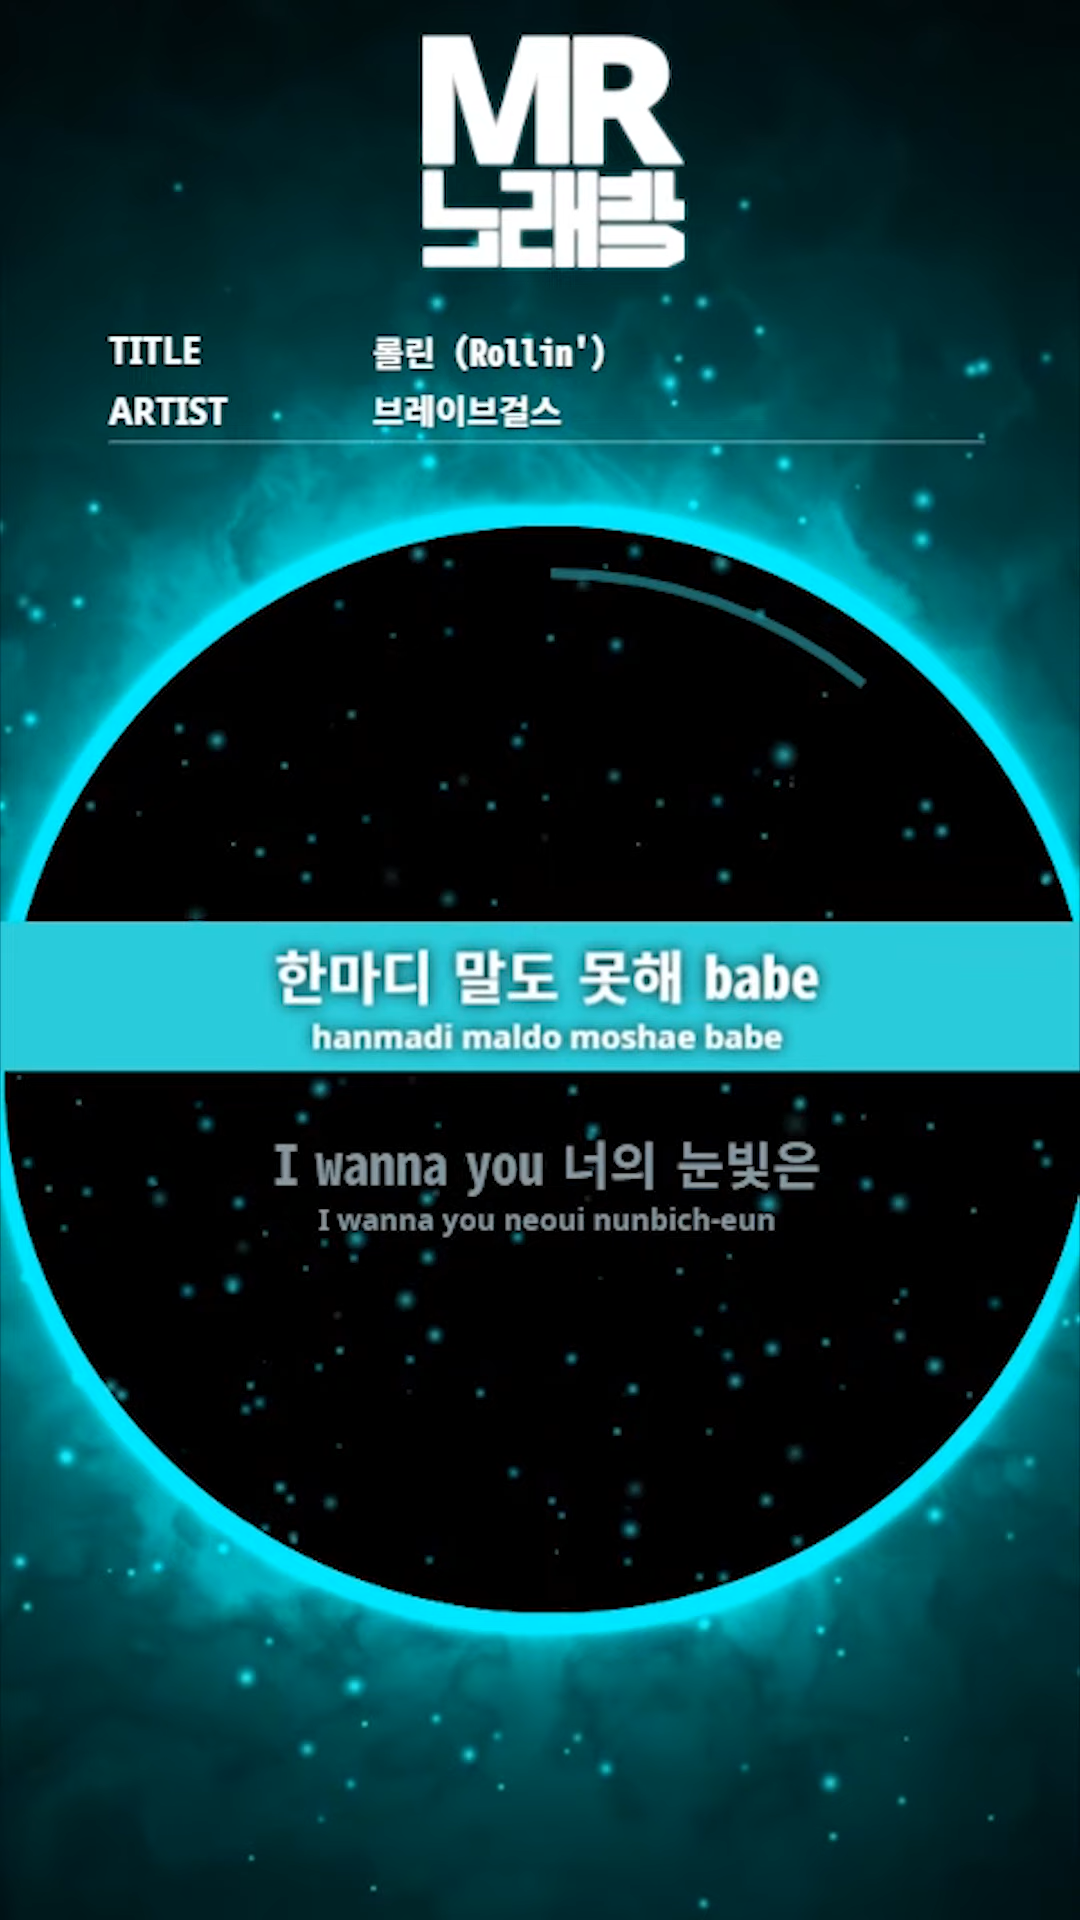 MR
노래방
TITLE 롤린 (Rollin')
ARTIST 브레이브걸스
한마디 말도 못해 babe
hanmadi maldo moshae babe
I wanna you 너의 눈빛은
I wanna you neoui nunbich-eun